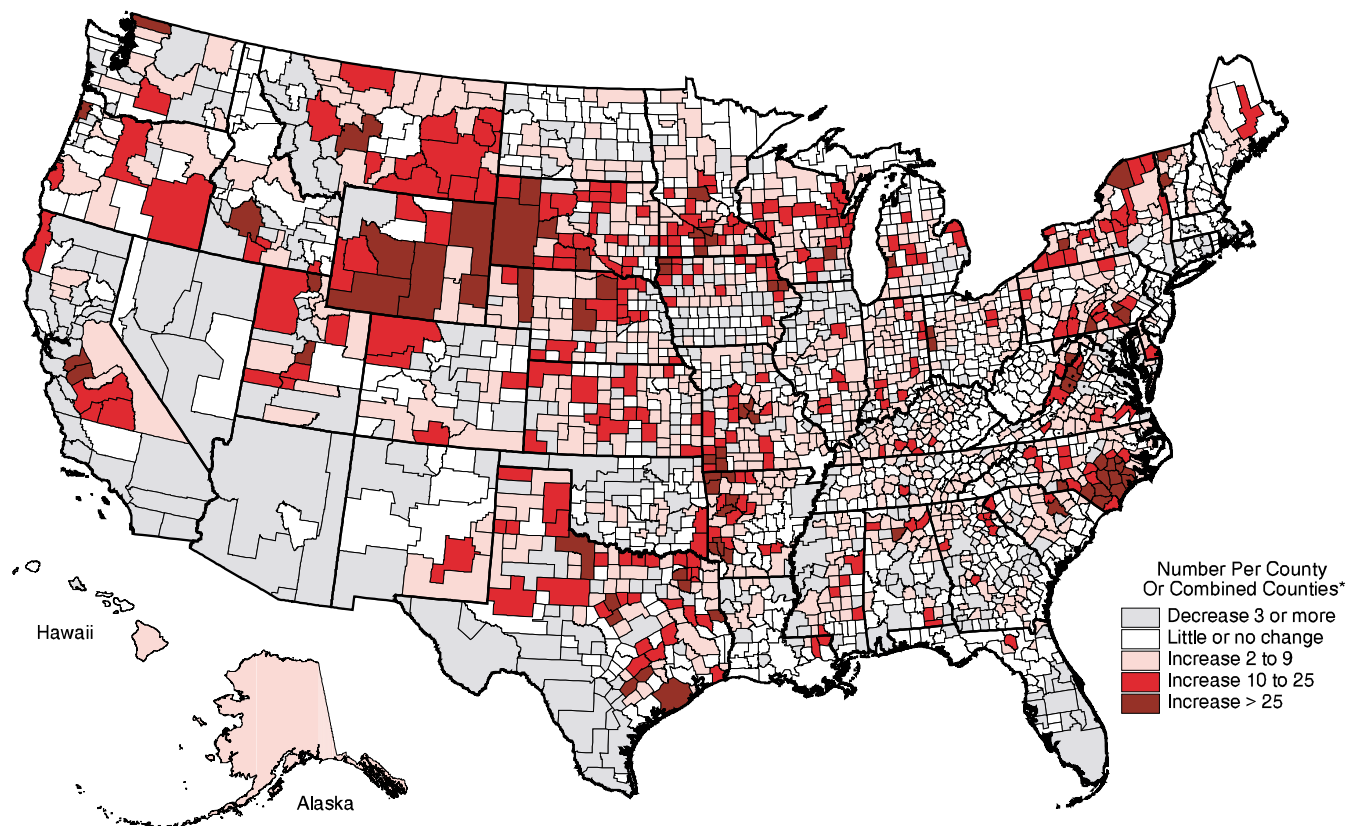 Number Per County
Or Combined Counties*
Decrease 3 or more
Little or no change
Increase 2 to 9
Increase 10 to 25
Increase > 25
Hawaii
Alaska